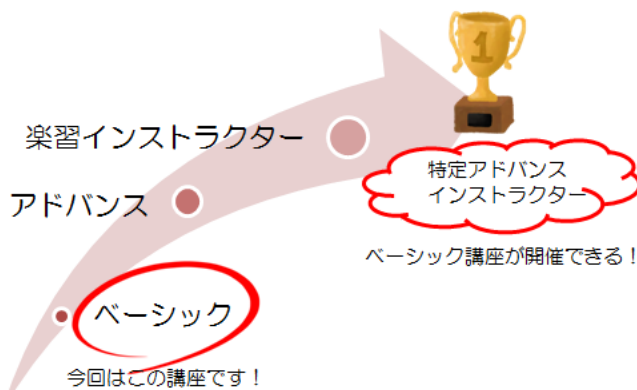 1
楽習インストラクター
特定アドバンス
インストラクター
アドバンス
ベーシック講座が開催できる！
ベーシック
今回はこの講座です！